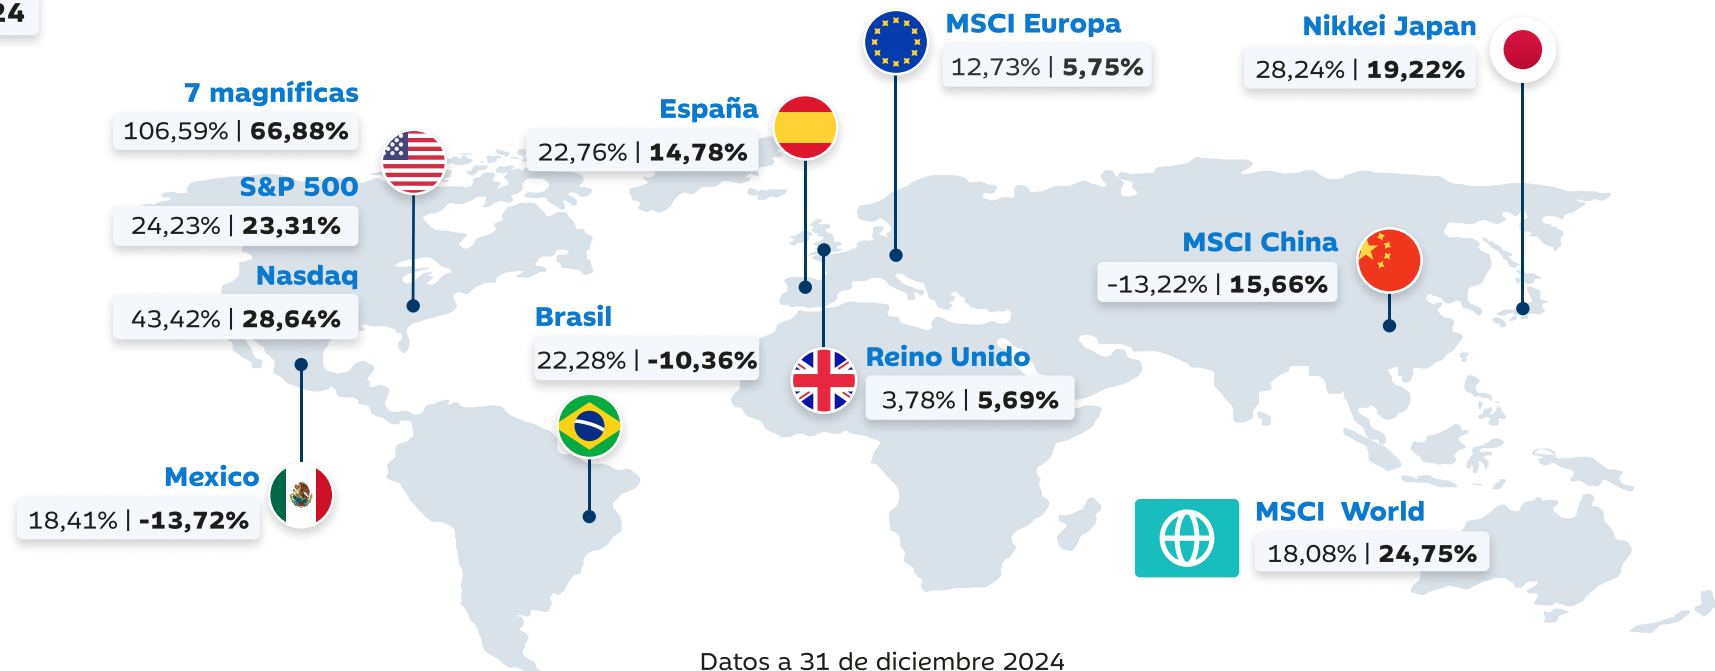 24
MSCI Europa
12,73% | 5,75%
Nikkei Japan
28,24% | 19,22%
7 magníficas
106,59% | 66,88%
España
22,76% | 14,78%
S&P 500
24,23% | 23,31%
MSCI China
-13,22% | 15,66%
Nasdaq
43,42% | 28,64%
Brasil
22,28% | -10,36%
Reino Unido
3,78% | 5,69%
Mexico
18,41% | -13,72%
MSCI World
18,08% | 24,75%
Datos a 31 de diciembre 2024